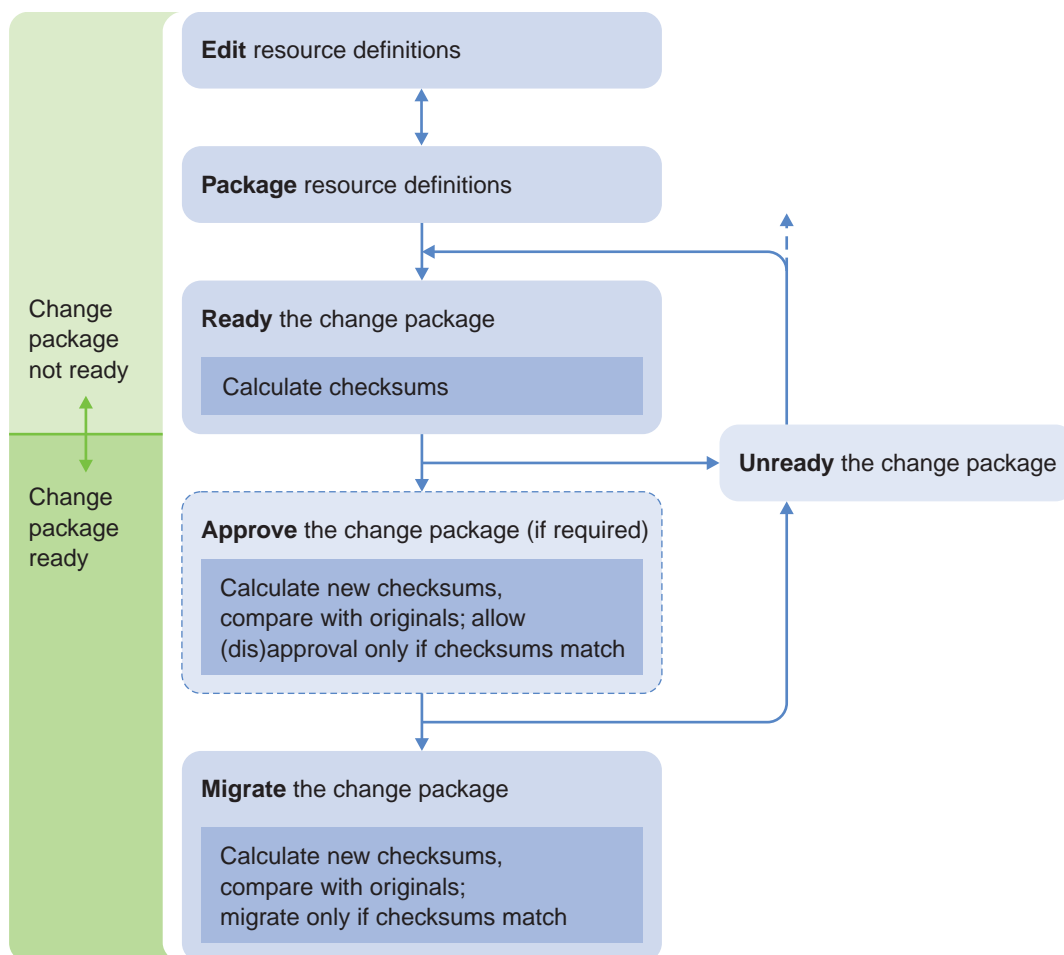 Edit resource definitions
Package resource definitions
Change
package
not ready
Ready the change package
Calculate checksums
Unready the change package
Change
package
ready
Approve the change package (if required)
Calculate new checksums,
compare with originals; allow
(dis)approval only if checksums match
Migrate the change package
Calculate new checksums,
compare with originals;
migrate only if checksums match